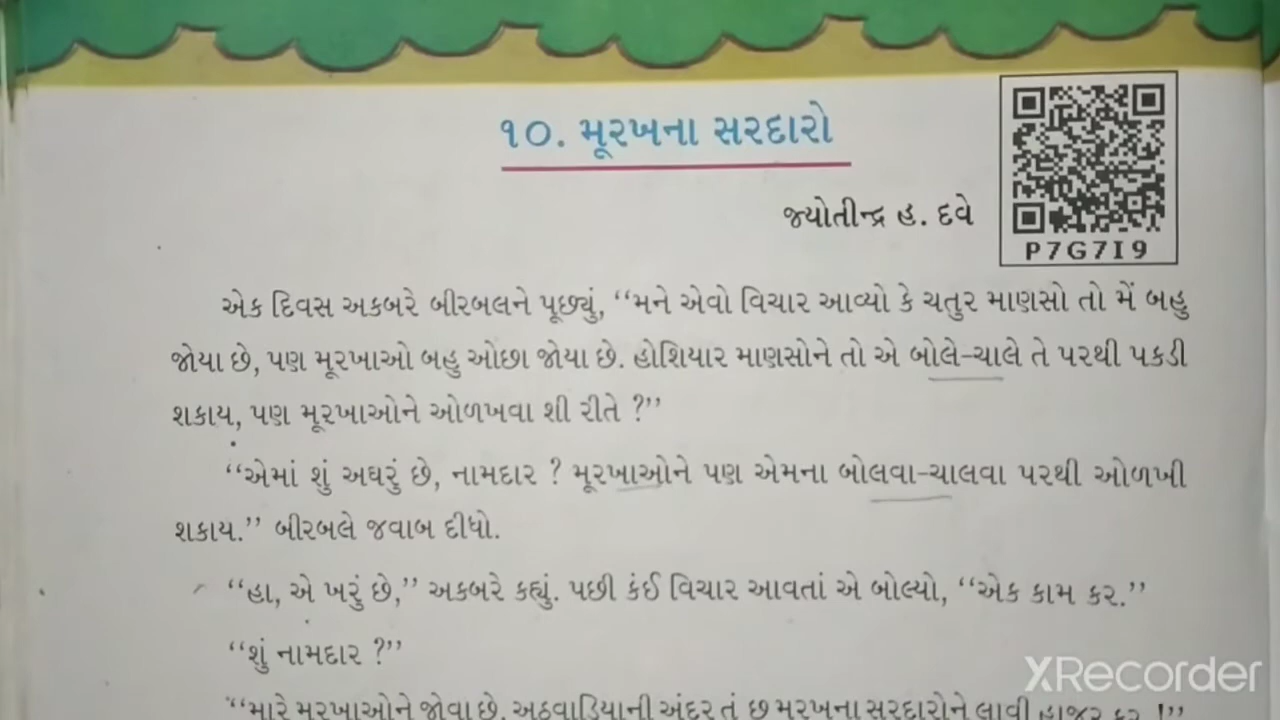 ૧૦. મૂરખના સરદારો
જ્યોતીન્દ્ર હ. દવે
P7G7I9
એક દિવસ અકબરે બીરબલને પૂછ્યું, “મને એવો વિચાર આવ્યો કે ચતુર માણસો તો મેં બહુ
જોયા છે, પણ મૂરખાઓ બહુ ઓછા જોયા છે. હોશિયાર માણસોને તો એ બોલે-ચાલે તે પરથી પકડી
શકાય, પણ મૂરખાઓને ઓળખવા શી રીતે ?”
“એમાં શું અઘરું છે, નામદાર ? મૂરખાઓને પણ એમના બોલવા-ચાલવા પરથી ઓળખી
શકાય.” બીરબલે જવાબ દીધો.
“હા, એ ખરું છે,” અકબરે કહ્યું. પછી કંઈ વિચાર આવતાં એ બોલ્યો, “એક કામ કર.”
“શું નામદાર ?”
“મારે મૂરખાઓને જોવા છે. અઠવાડિયાની અંદર તું છ મૂરખના સરદારોને લાવી હાજર કર !”
XRecorder